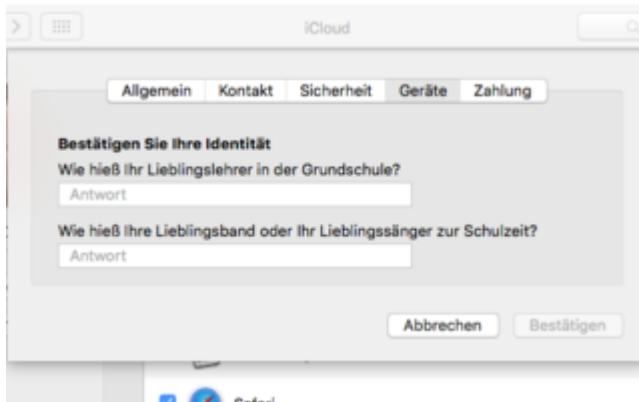 iCloud
Allgemein Kontakt Sicherheit Geräte Zahlung
Bestätigen Sie Ihre Identität
Wie hieß Ihr Lieblingslehrer in der Grundschule?
Antwort
Wie hieß Ihre Lieblingsband oder Ihr Lieblingssänger zur Schulzeit?
Antwort
Abbrechen Bestätigen
Safari